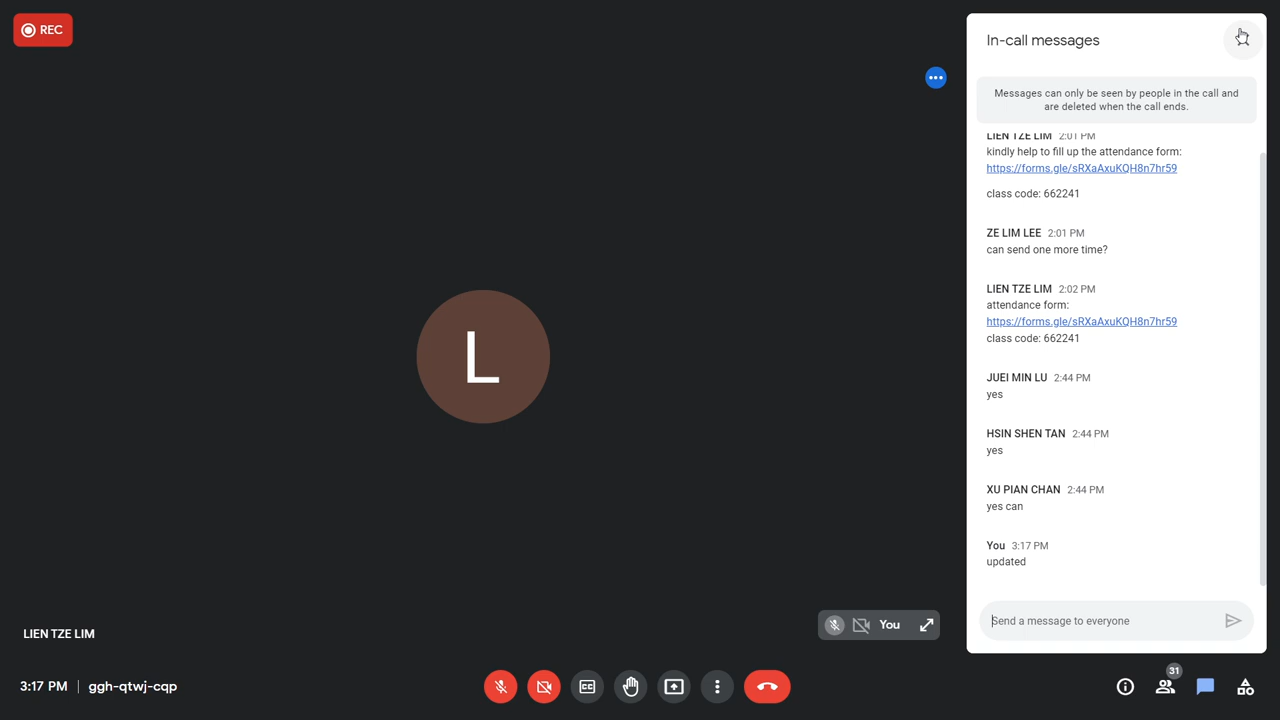 REC
In-call messages
Messages can only be seen by people in the call and
are deleted when the call ends.
LIEN TZE LIM 2:01 PM
kindly help to fill up the attendance form:
https://forms.gle/sRXaAxuKQH8n7hr59
class code: 662241
ZE LIM LEE 2:01 PM
can send one more time?
LIEN TZE LIM 2:02 PM
attendance form:
https://forms.gle/sRXaAxuKQH8n7hr59
class code: 662241
JUEI MIN LU 2:44 PM
yes
HSIN SHEN TAN 2:44 PM
yes
XU PIAN CHAN 2:44 PM
yes can
You 3:17 PM
updated
Send a message to everyone
L
You
LIEN TZE LIM
3:17 PM | ggh-qtwj-cqp
CC
31